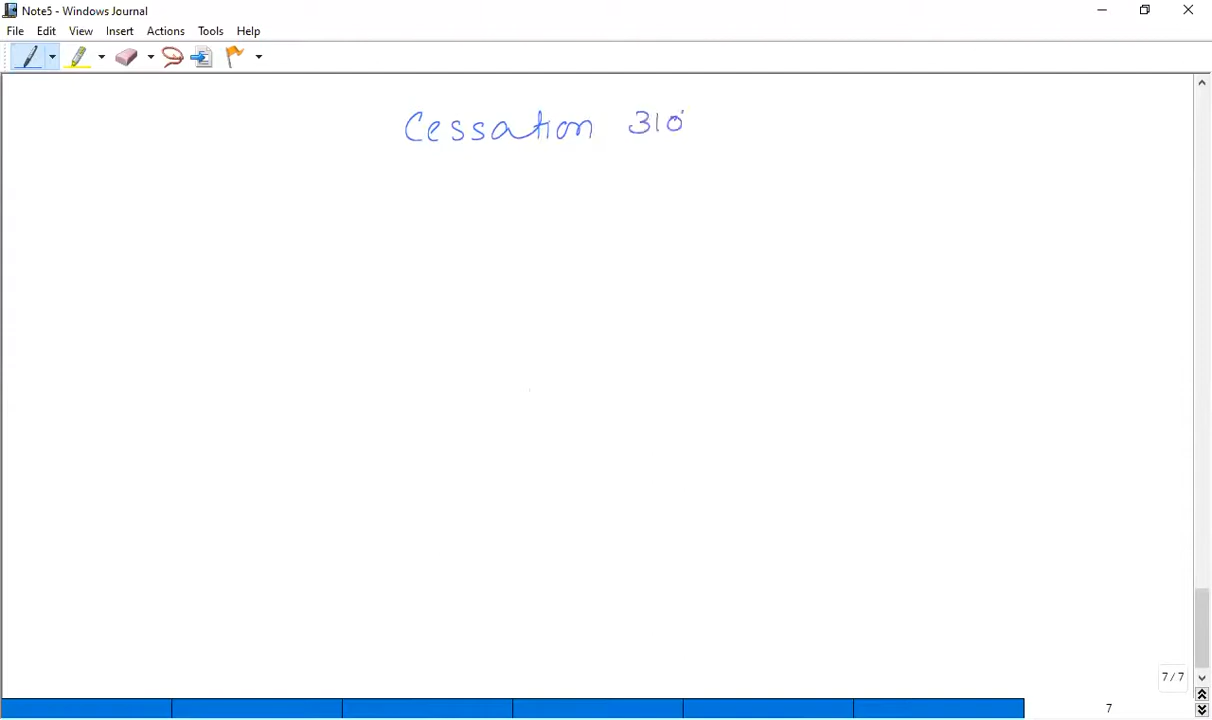 Note5 - Windows Journal
File Edit View Insert Actions Tools Help
Cessation 310
7 / 7
7